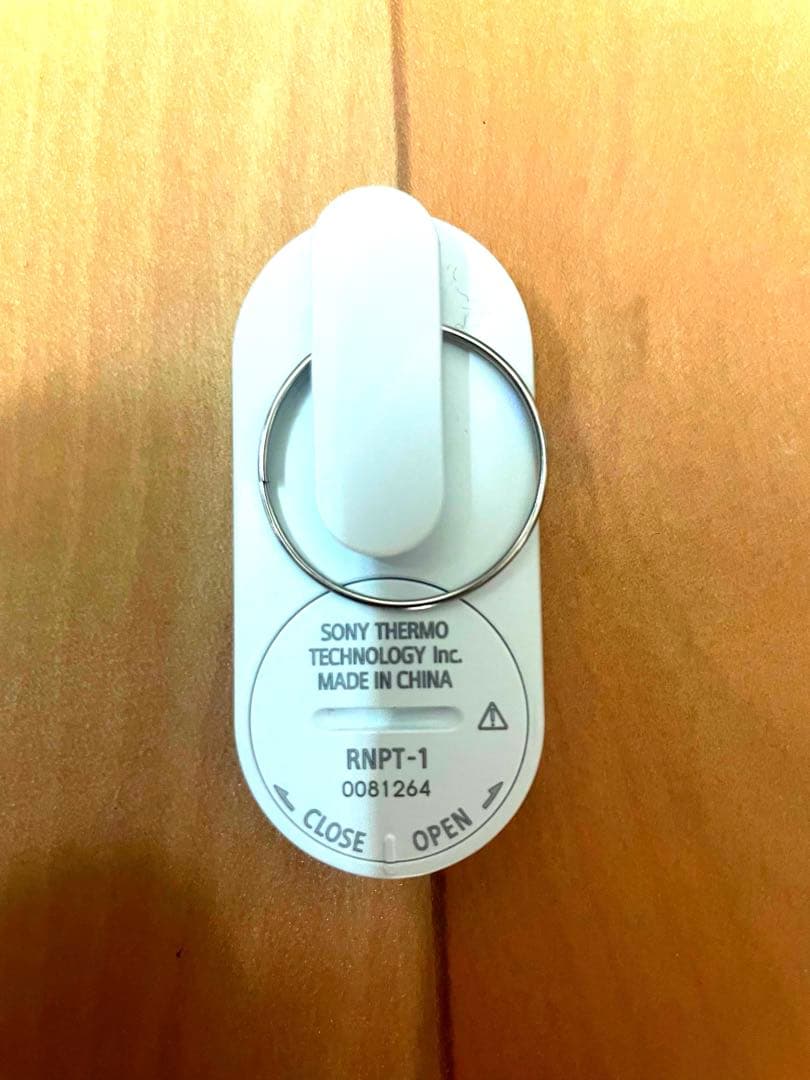 SONY THERMO
TECHNOLOGY Inc.
MADE IN CHINA
RNPT-1
0081264
CLOSE OPEN